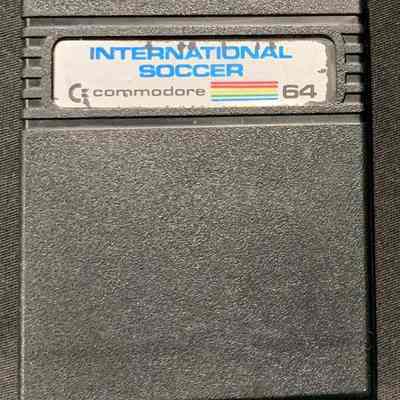 INTERNATIONAL
SOCCER
commodore 64